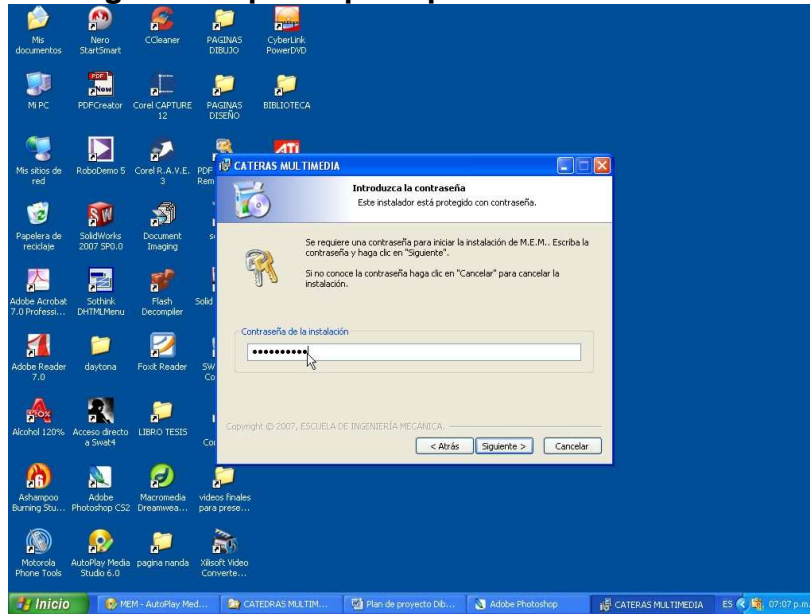 Mis documentos
Nero StartSmart
CCleaner
PAGINAS DIBUJO
CyberLink PowerDVD
Mi PC
PDFCreator
Corel CAPTURE 12
PAGINAS DISEÑO
BIBLIOTECA
Mis sitios de red
RoboDemo 5
Corel R.A.V.E. 3
PDF
Rem
Papelera de reciclaje
SolidWorks 2007 SP0.0
Document Imaging
Adobe Acrobat 7.0 Professi...
Sothink DHTMLMenu
Flash Decompiler
Solid
Adobe Reader 7.0
daytona
Foxit Reader
SW
Co
Alcohol 120%
Acceso directo a Swat4
LIBRO TESIS
Ashampoo Burning Stu...
Adobe Photoshop CS2
Macromedia Dreamwea...
videos finales para prese...
Motorola Phone Tools
AutoPlay Media Studio 6.0
pagina nanda
Xilisoft Video Converte...
CATERAS MULTIMEDIA
Introduzca la contraseña
Este instalador está protegido con contraseña.
Se requiere una contraseña para iniciar la instalación de M.E.M.. Escriba la
contraseña y haga clic en "Siguiente".
Si no conoce la contraseña haga clic en "Cancelar" para cancelar la
instalación.
Contraseña de la instalación
••••••••••
Copyright © 2007, ESCUELA DE INGENIERÍA MECÁNICA.
< Atrás
Siguiente >
Cancelar
Inicio
MEM - AutoPlay Med...
CATEDRAS MULTIM...
Plan de proyecto Dib...
Adobe Photoshop
CATERAS MULTIMEDIA
ES
07:07 p.m.